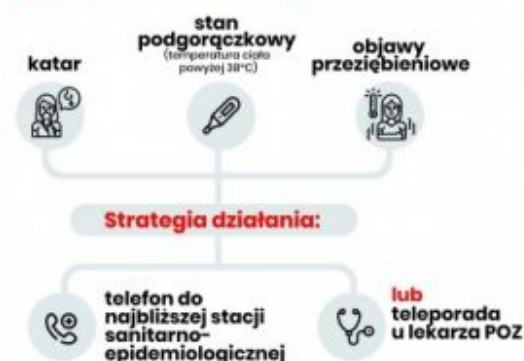 katar
stan
podgorączkowy
(temperatura ciała
powyżej 38°C)
objawy
przeziębieniowe
Strategia działania:
telefon do
najbliższej stacji
sanitarno-
epidemiologicznej
lub
teleporada
u lekarza POZ